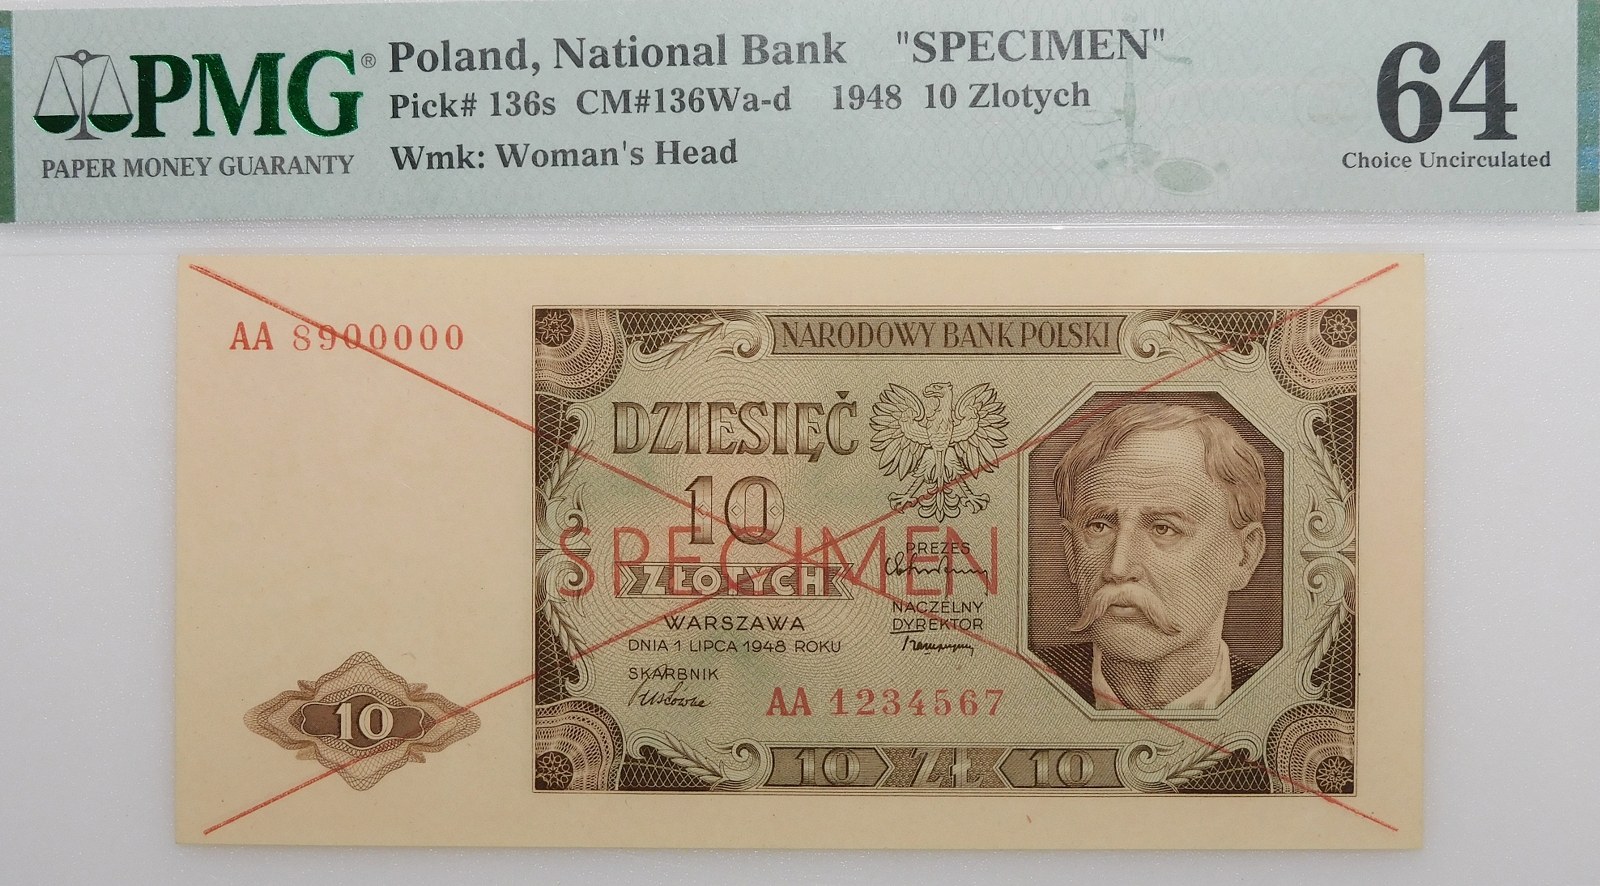 PMG®
PAPER MONEY GUARANTY
Poland, National Bank "SPECIMEN"
Pick# 136s CM#136Wa-d 1948 10 Zlotych
Wmk: Woman's Head
64
Choice Uncirculated
AA 8900000
NARODOWY BANK POLSKI
DZIESIĘĆ
10
ZŁOTYCH
SPECIMEN
PREZES
NACZELNY
DYREKTOR
WARSZAWA
DNIA 1 LIPCA 1948 ROKU
SKARBNIK
AA 1234567
10
10 ZŁ 10